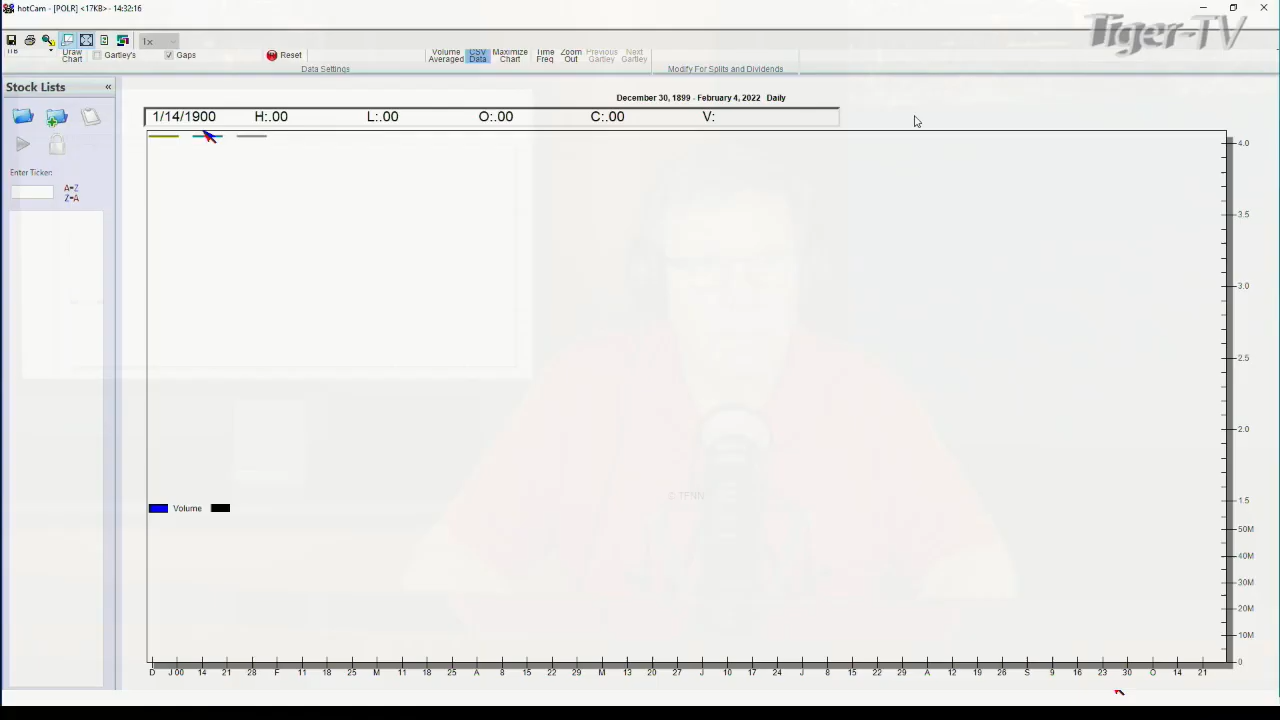 hotCam - [POLR] <17KB> - 14:32:16
Tiger-TV
1x
Draw Chart
Gartley's
Gaps
Reset
Volume Averaged
CSV Data
Maximize Chart
Time Freq
Zoom Out
Previous Gartley
Next Gartley
Data Settings
Modify For Splits and Dividends
Stock Lists
«
December 30, 1899 - February 4, 2022 Daily
1/14/1900 H:.00 L:.00 O:.00 C:.00 V:
Enter Ticker:
A=Z
Z=A
4.0
3.5
3.0
2.5
2.0
1.5
© TFNN
Volume
50M
40M
30M
20M
10M
0
D J 00 14 21 28 F 11 18 25 M 11 18 25 A 8 15 22 29 M 13 20 27 J 10 17 24 J 8 15 22 29 A 12 19 26 S 9 16 23 30 O 14 21